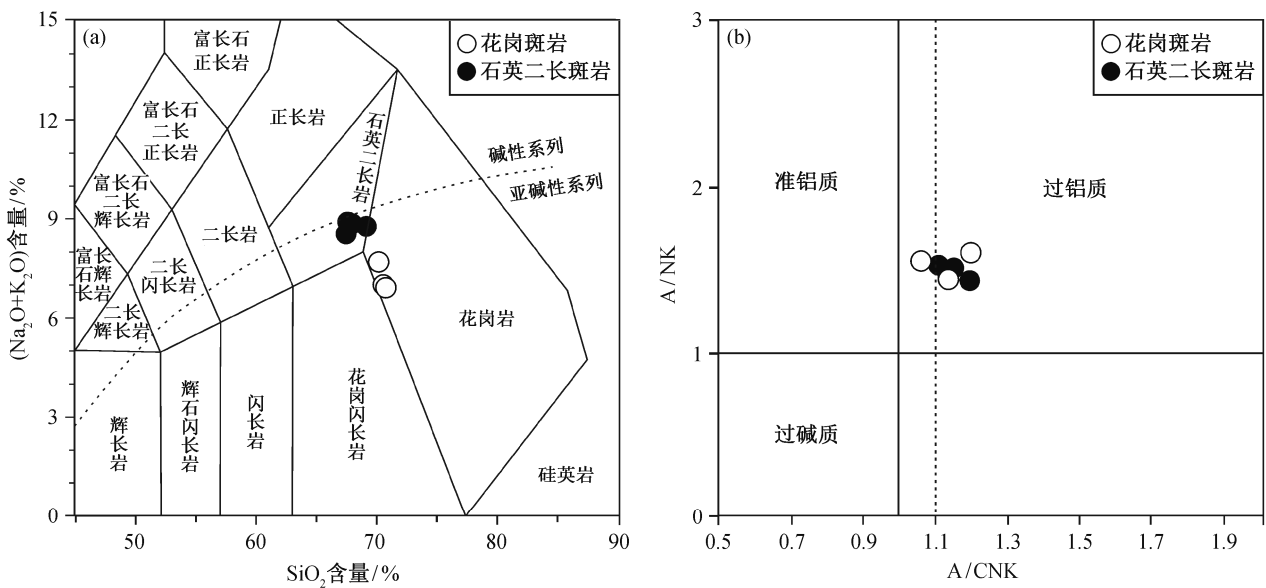 (a)
花岗斑岩
石英二长斑岩
富长石
正长岩
富长石
二长
正长岩
正长岩
石英二长岩
碱性系列
亚碱性系列
富长石
二长
辉长岩
二长岩
富长
石辉
长岩
二长
闪长岩
二长
辉长岩
花岗岩
辉长岩
辉石闪长岩
闪长岩
花岗闪长岩
硅英岩
15
12
9
6
3
0
50
60
70
80
90
(Na2O+K2O)含量/%
SiO2含量/%
(b)
花岗斑岩
石英二长斑岩
准铝质
过铝质
过碱质
3
2
1
0
0.5
0.7
0.9
1.1
1.3
1.5
1.7
1.9
A/NK
A/CNK